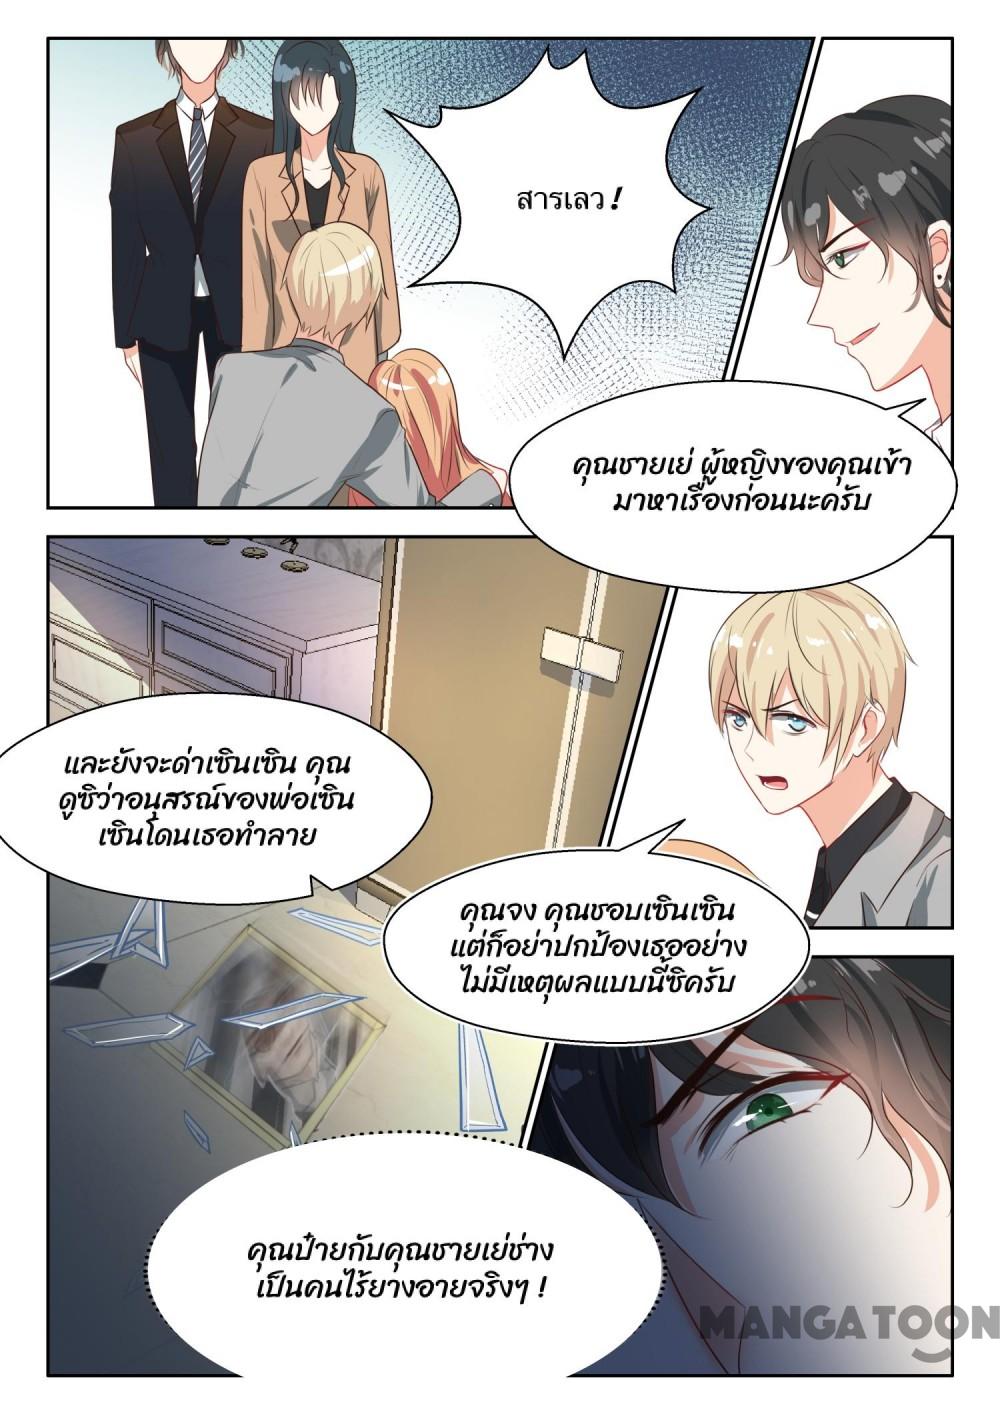 สารเลว !
คุณชายเย่ ผู้หญิงของคุณเข้า
มาหาเรื่องก่อนนะครับ
และยังจะด่าเซินเซิน คุณ
ดูซิว่าอนุสรณ์ของพ่อเซิน
เซินโดนเธอทำลาย
คุณจง คุณชอบเซินเซิน
แต่ก็อย่าปกป้องเธออย่าง
ไม่มีเหตุผลแบบนี้ซิครับ
คุณป๋ายกับคุณชายเย่ช่าง
เป็นคนไร้ยางอายจริงๆ !
MANGATOON